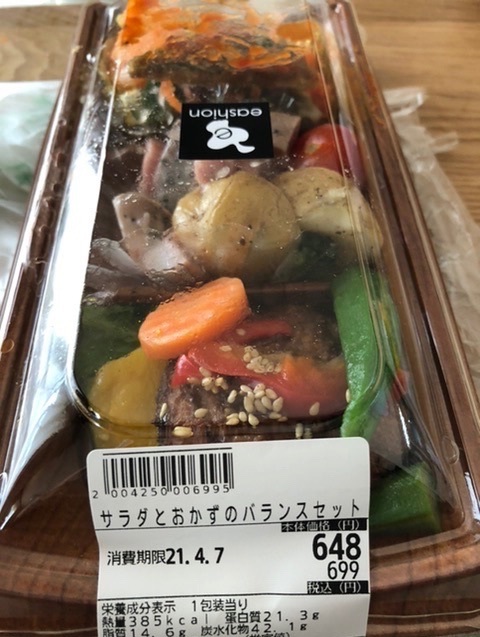 eashion
2 004250 006995
サラダとおかずのバランスセット
本体価格(円)
消費期限21.4.7
648
699
税込(円)
栄養成分表示 1包装当り
熱量385kcal 蛋白質21.3g
脂質14.6g 炭水化物42.1g